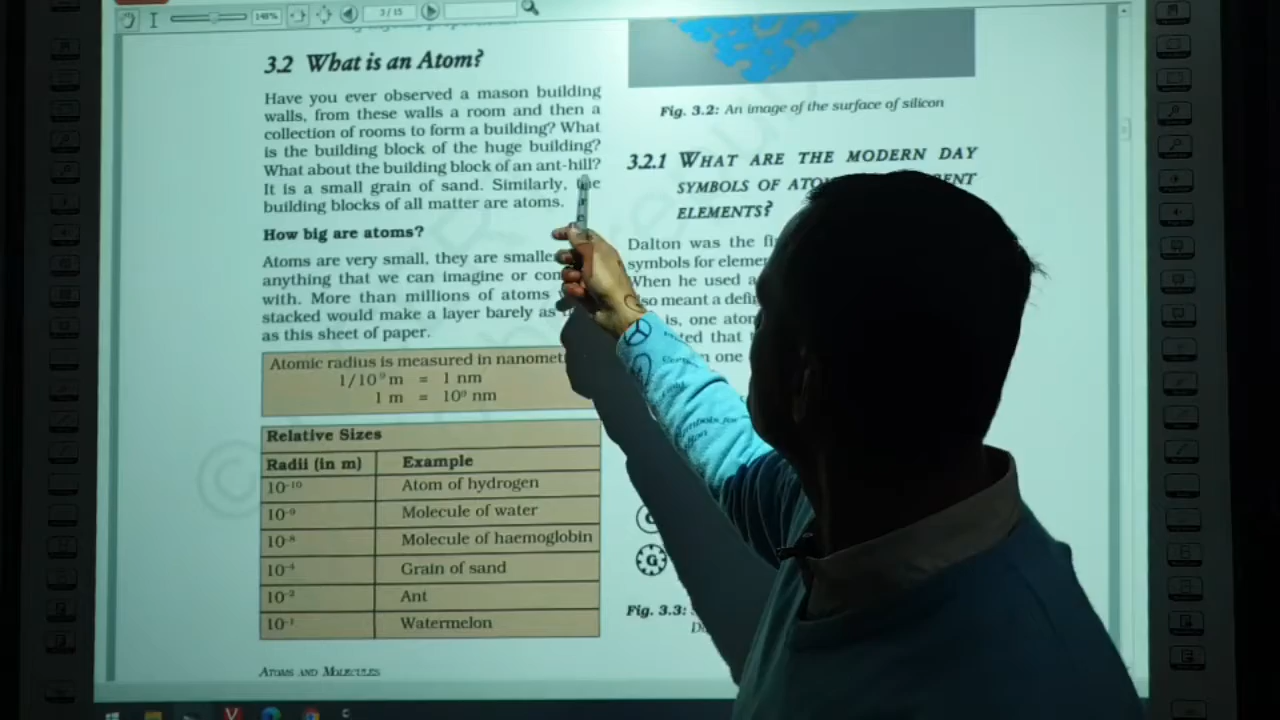 148%
3 / 15
3.2 What is an Atom?
Have you ever observed a mason building
walls, from these walls a room and then a
collection of rooms to form a building? What
is the building block of the huge building?
What about the building block of an ant-hill?
It is a small grain of sand. Similarly, the
building blocks of all matter are atoms.
How big are atoms?
Atoms are very small, they are smaller
anything that we can imagine or
with. More than millions of atoms
stacked would make a layer barely as
as this sheet of paper.
Atomic radius is measured in
1/10⁹ m = 1 nm
1 m = 10⁹ nm
Relative Sizes
Radii (in m) Example
10⁻¹⁰ Atom of hydrogen
10⁻⁹ Molecule of water
10⁻⁸ Molecule of haemoglobin
10⁻⁴ Grain of sand
10⁻² Ant
10⁻¹ Watermelon
ATOMS AND MOLECULES
Fig. 3.2: An image of the surface of silicon
3.2.1 WHAT ARE THE MODERN DAY
SYMBOLS OF
ELEMENTS?
Dalton was the
symbols for
When he used
meant a
is, one
that
one
G
Fig. 3.3: